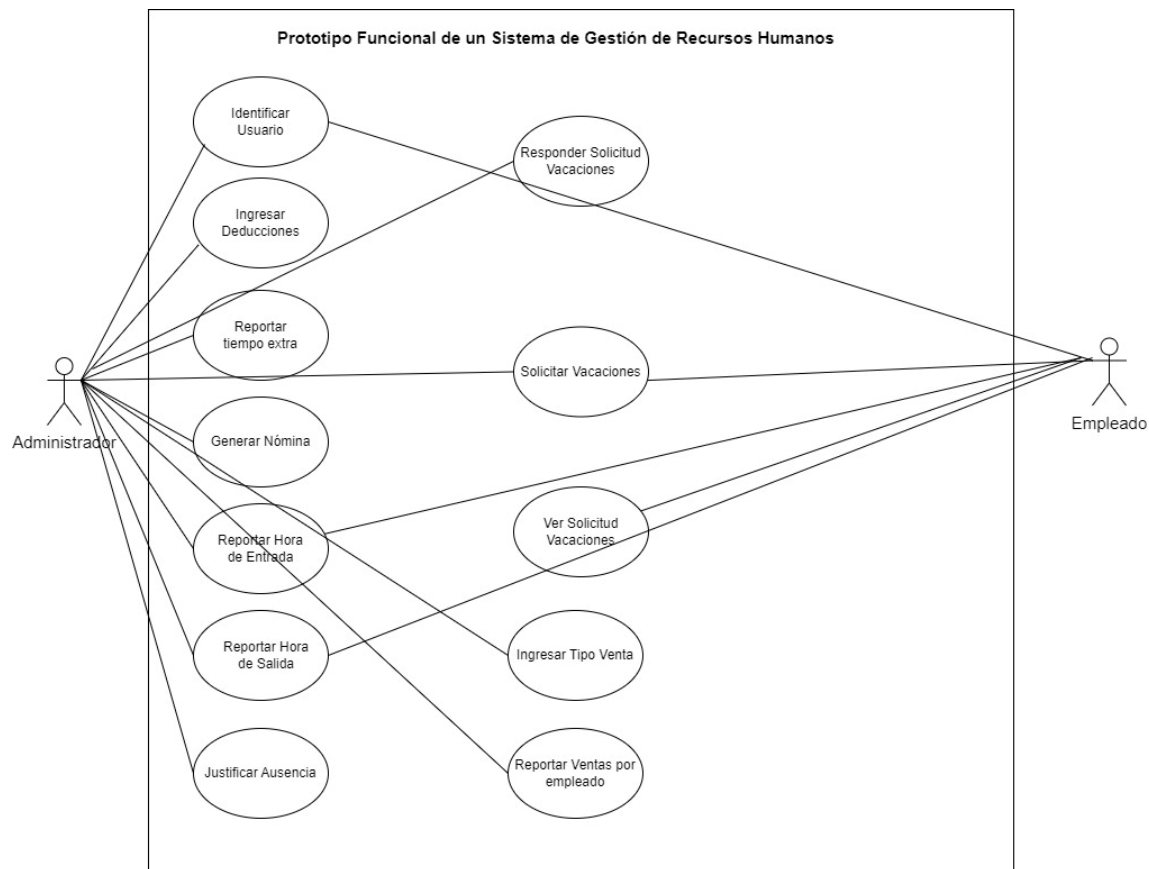 Prototipo Funcional de un Sistema de Gestión de Recursos Humanos
Identificar
Usuario
Responder Solicitud
Vacaciones
Ingresar
Deducciones
Reportar
tiempo extra
Solicitar Vacaciones
Administrador
Empleado
Generar Nómina
Reportar Hora
de Entrada
Ver Solicitud
Vacaciones
Reportar Hora
de Salida
Ingresar Tipo Venta
Justificar Ausencia
Reportar Ventas por
empleado